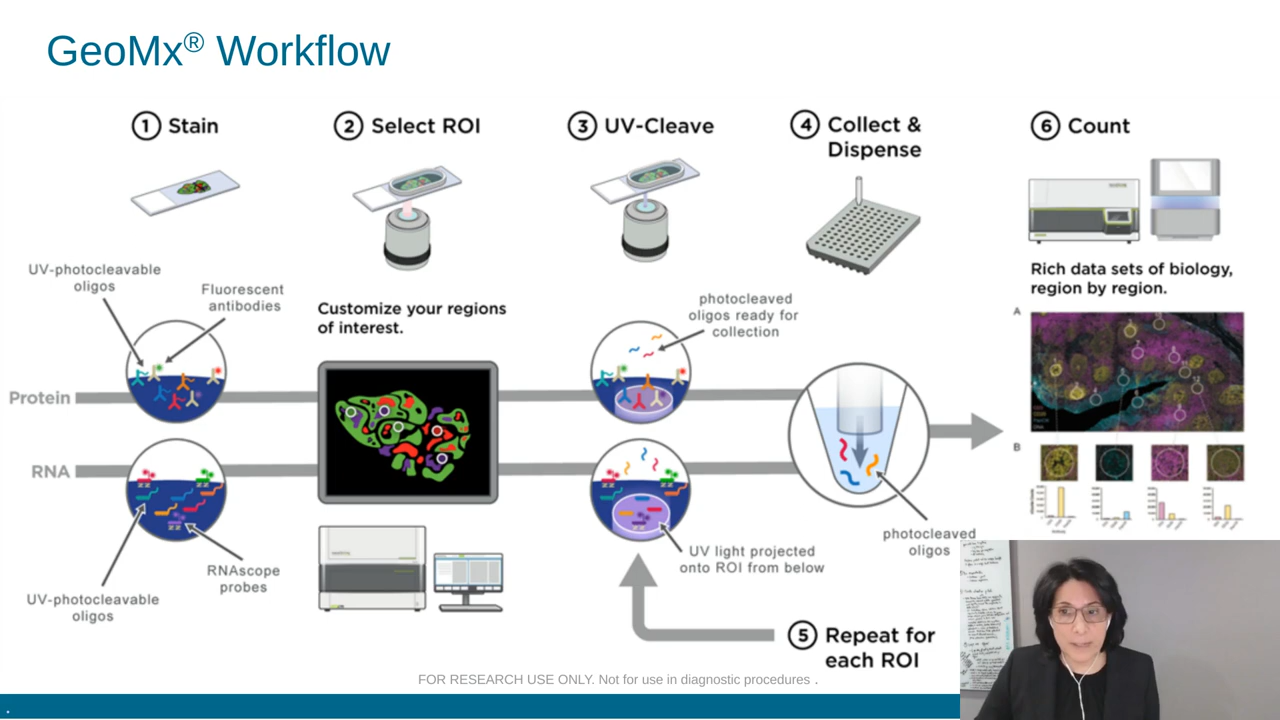 GeoMx® Workflow
1 Stain
2 Select ROI
3 UV-Cleave
4 Collect &
Dispense
6 Count
UV-photocleavable
oligos
Fluorescent
antibodies
Customize your regions
of interest.
photocleaved
oligos ready for
collection
Rich data sets of biology,
region by region.
A
Protein
RNA
B
UV-photocleavable
oligos
RNAscope
probes
UV light projected
onto ROI from below
photocleaved
oligos
5 Repeat for
each ROI
FOR RESEARCH USE ONLY. Not for use in diagnostic procedures .